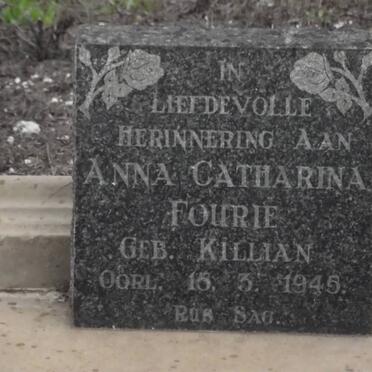 IN
LIEFDEVOLLE
HERINNERING AAN
ANNA CATHARINA
FOURIE
GEB. KILLIAN
OORL. 15. 3. 1945.
RUS SAG.